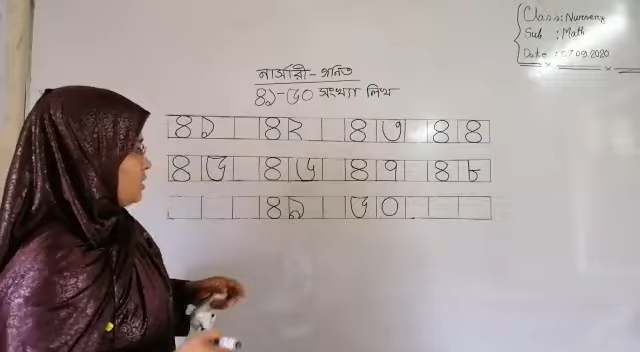 Class: Nursery
Sub : Math
Date : 07.09.2020
নার্সারী - গনিত
৪১-৫০ সংখ্যা লিখ
৪১ ৪২ ৪৩ ৪৪
৪৫ ৪৬ ৪৭ ৪৮
৪৯ ৫০